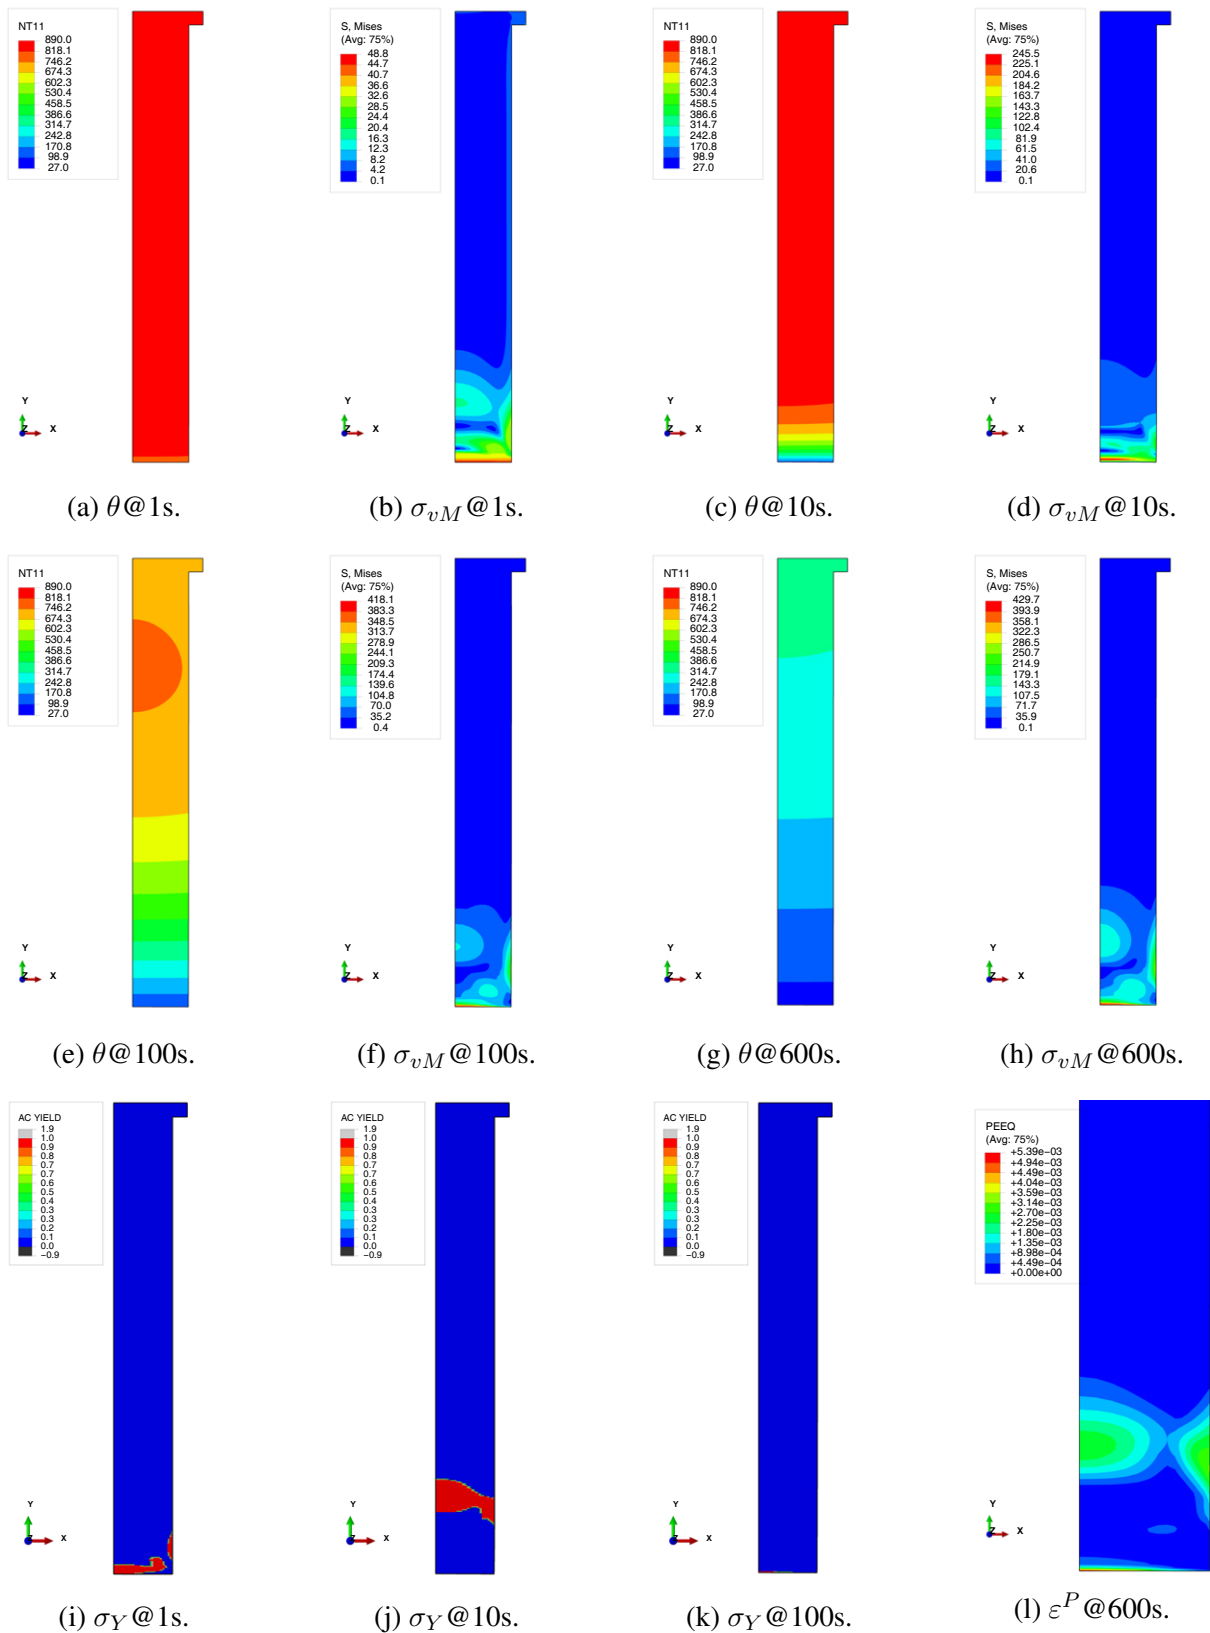 NT11
890.0
818.1
746.2
674.3
602.3
530.4
458.5
386.6
314.7
242.8
170.8
98.9
27.0
Y
Z
X
(a) θ@1s.
S, Mises
(Avg: 75%)
48.8
44.7
40.7
36.6
32.6
28.5
24.4
20.4
16.3
12.3
8.2
4.2
0.1
Y
Z
X
(b) σvM@1s.
NT11
890.0
818.1
746.2
674.3
602.3
530.4
458.5
386.6
314.7
242.8
170.8
98.9
27.0
Y
Z
X
(c) θ@10s.
S, Mises
(Avg: 75%)
245.5
225.1
204.6
184.2
163.7
143.3
122.8
102.4
81.9
61.5
41.0
20.6
0.1
Y
Z
X
(d) σvM@10s.
NT11
890.0
818.1
746.2
674.3
602.3
530.4
458.5
386.6
314.7
242.8
170.8
98.9
27.0
Y
Z
X
(e) θ@100s.
S, Mises
(Avg: 75%)
418.1
383.3
348.5
313.7
278.9
244.1
209.3
174.4
139.6
104.8
70.0
35.2
0.4
Y
Z
X
(f) σvM@100s.
NT11
890.0
818.1
746.2
674.3
602.3
530.4
458.5
386.6
314.7
242.8
170.8
98.9
27.0
Y
Z
X
(g) θ@600s.
S, Mises
(Avg: 75%)
429.7
393.9
358.1
322.3
286.5
250.7
214.9
179.1
143.3
107.5
71.7
35.9
0.1
Y
Z
X
(h) σvM@600s.
AC YIELD
1.9
1.0
0.9
0.8
0.7
0.7
0.6
0.5
0.4
0.3
0.3
0.2
0.1
0.0
−0.9
Y
Z
X
(i) σY@1s.
AC YIELD
1.9
1.0
0.9
0.8
0.7
0.7
0.6
0.5
0.4
0.3
0.3
0.2
0.1
0.0
−0.9
Y
Z
X
(j) σY@10s.
AC YIELD
1.9
1.0
0.9
0.8
0.7
0.7
0.6
0.5
0.4
0.3
0.3
0.2
0.1
0.0
−0.9
Y
Z
X
(k) σY@100s.
PEEQ
(Avg: 75%)
+5.39e−03
+4.94e−03
+4.49e−03
+4.04e−03
+3.59e−03
+3.14e−03
+2.70e−03
+2.25e−03
+1.80e−03
+1.35e−03
+8.98e−04
+4.49e−04
+0.00e+00
Y
Z
X
(l) εP@600s.